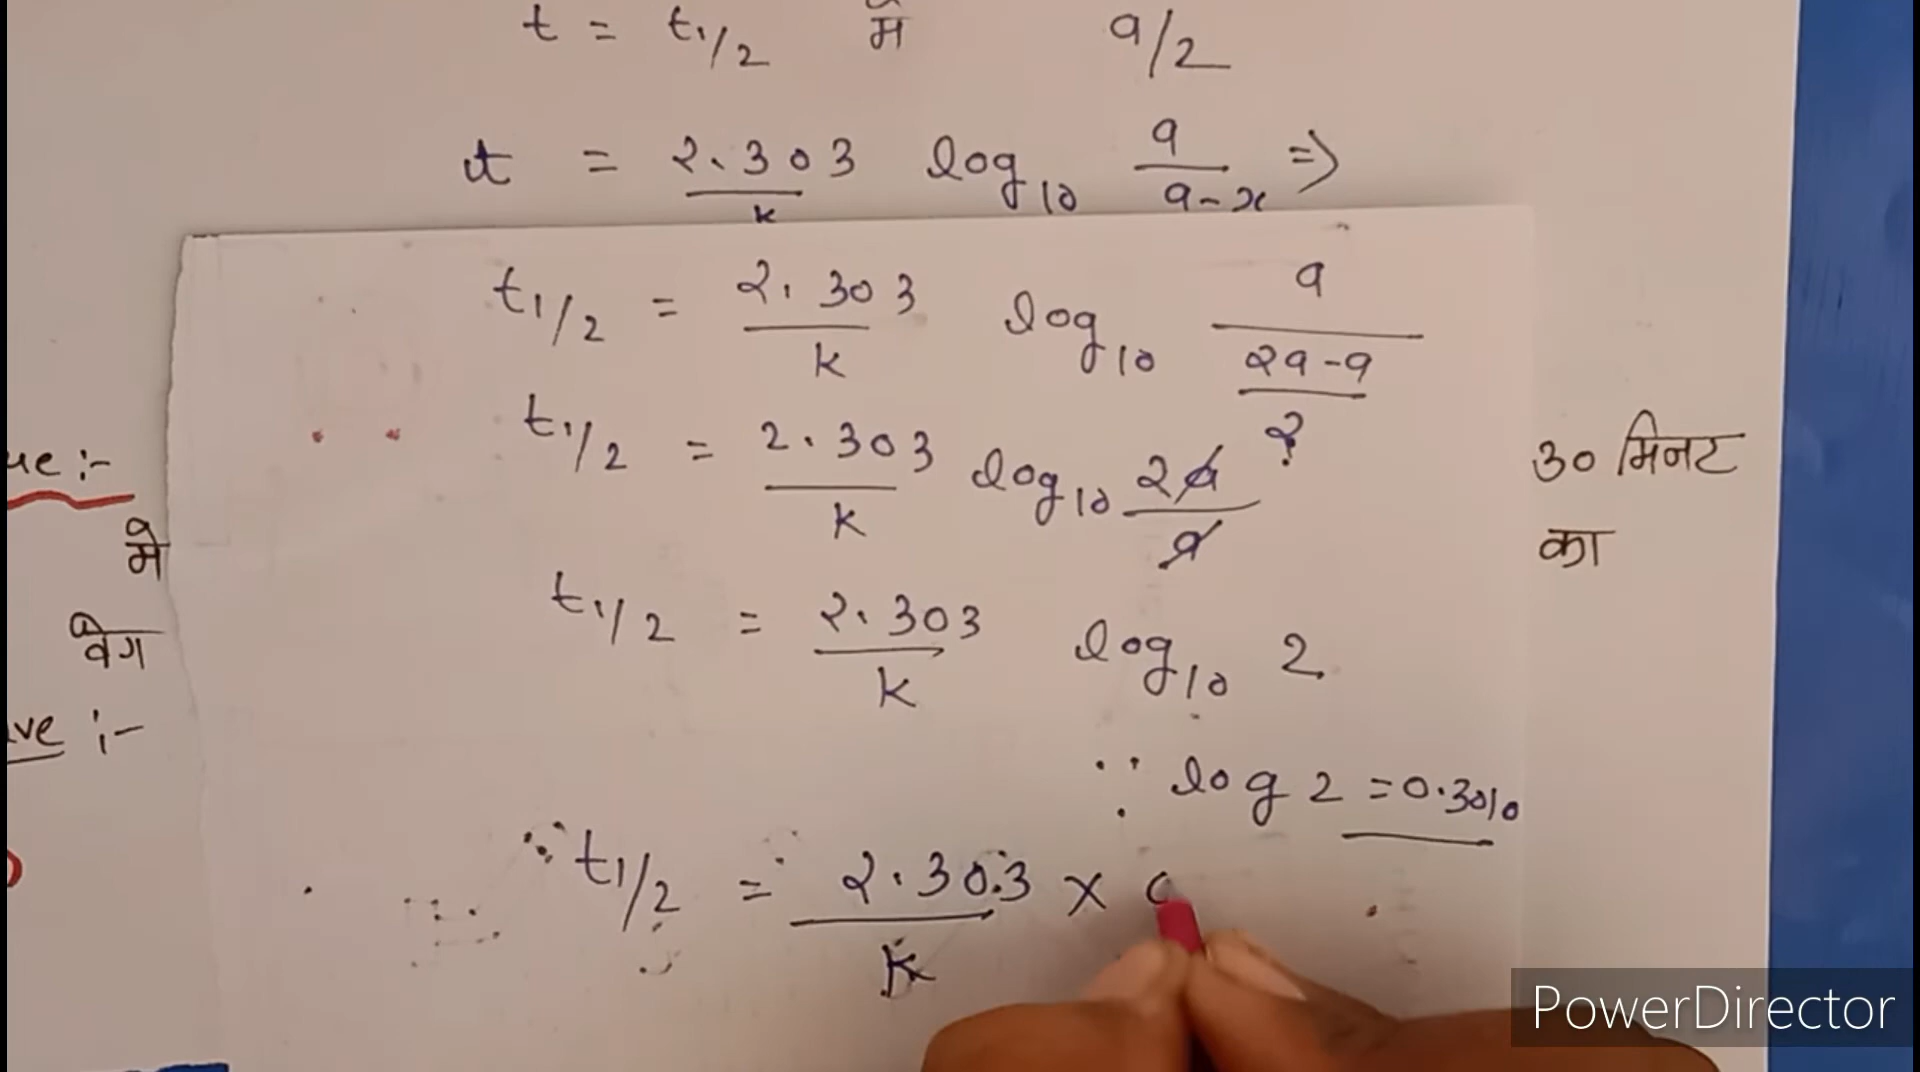 t = t1/2 में a/2
t = 2.303/k log10 a/a-x =>
t1/2 = 2.303/k log10 a/(2a-a/2)
t1/2 = 2.303/k log10 2a/a
30 मिनट
मे
का
t1/2 = 2.303/k log10 2
वेग
ve :-
∵ log 2 = 0.3010
∵ t1/2 = 2.303/k x
PowerDirector